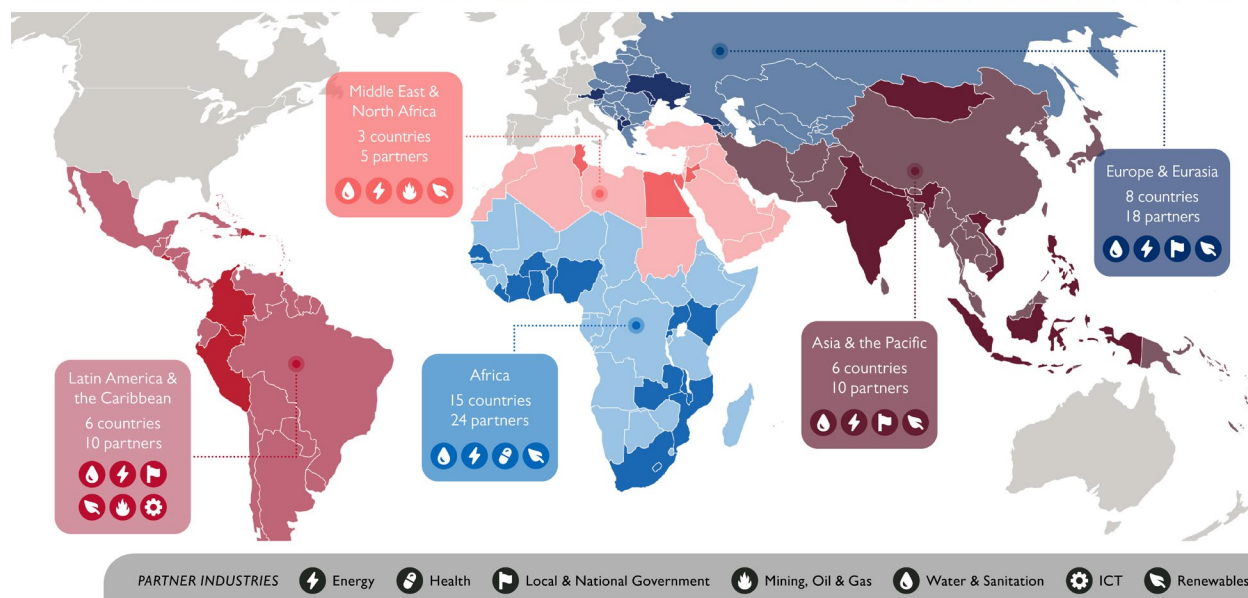 Middle East &
North Africa
3 countries
5 partners
Europe & Eurasia
8 countries
18 partners
Latin America &
the Caribbean
6 countries
10 partners
Africa
15 countries
24 partners
Asia & the Pacific
6 countries
10 partners
PARTNER INDUSTRIES Energy Health Local & National Government Mining, Oil & Gas Water & Sanitation ICT Renewables